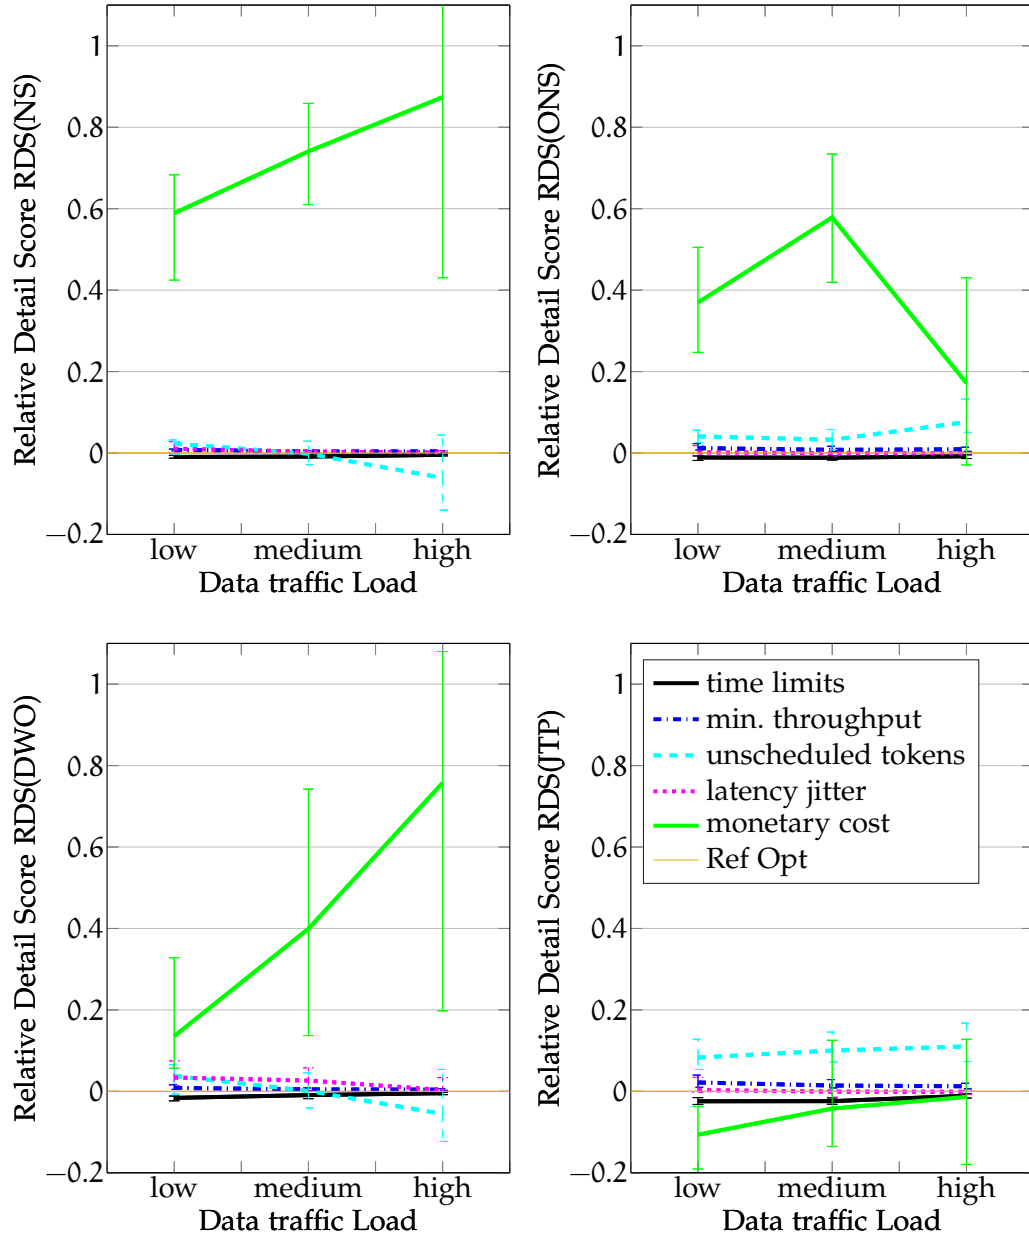 Relative Detail Score RDS(NS)
1
0.8
0.6
0.4
0.2
0
−0.2
low medium high
Data traffic Load
Relative Detail Score RDS(ONS)
1
0.8
0.6
0.4
0.2
0
−0.2
low medium high
Data traffic Load
Relative Detail Score RDS(DWO)
1
0.8
0.6
0.4
0.2
0
−0.2
low medium high
Data traffic Load
Relative Detail Score RDS(JTP)
1
0.8
0.6
0.4
0.2
0
−0.2
low medium high
Data traffic Load
time limits
min. throughput
unscheduled tokens
latency jitter
monetary cost
Ref Opt